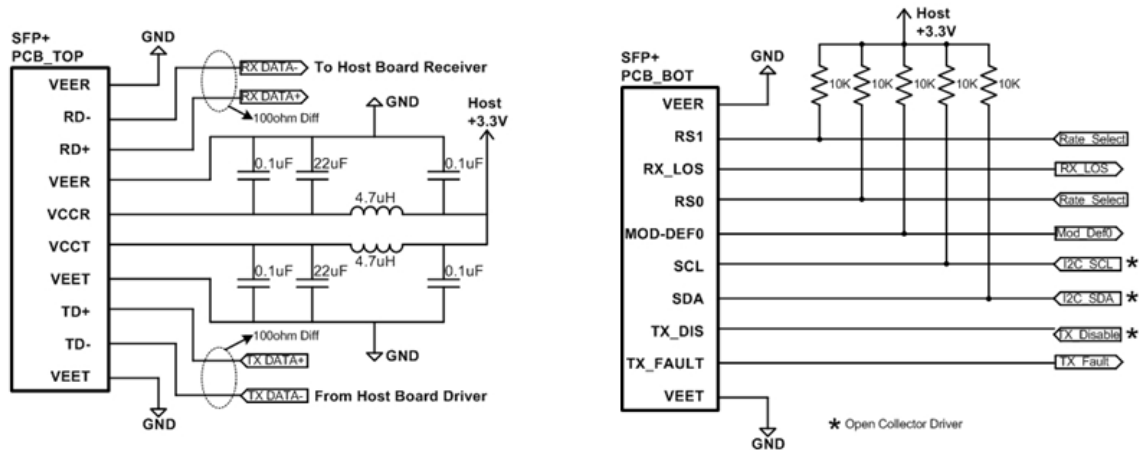 SFP+
PCB_TOP
GND
VEER
RD-
RD+
VEER
VCCR
VCCT
VEET
TD+
TD-
VEET
RX DATA-
To Host Board Receiver
RX DATA+
100ohm Diff
GND
Host
+3.3V
0.1uF
22uF
0.1uF
4.7uH
4.7uH
0.1uF
22uF
0.1uF
100ohm Diff
TX DATA+
GND
TX DATA-
From Host Board Driver
GND
SFP+
PCB_BOT
GND
Host
+3.3V
10K
10K
10K
10K
10K
VEER
RS1
Rate_Select
RX_LOS
RX_LOS
RS0
Rate_Select
MOD-DEF0
Mod_Def0
SCL
I2C_SCL *
SDA
I2C_SDA *
TX_DIS
TX_Disable *
TX_FAULT
TX_Fault
VEET
GND
* Open Collector Driver